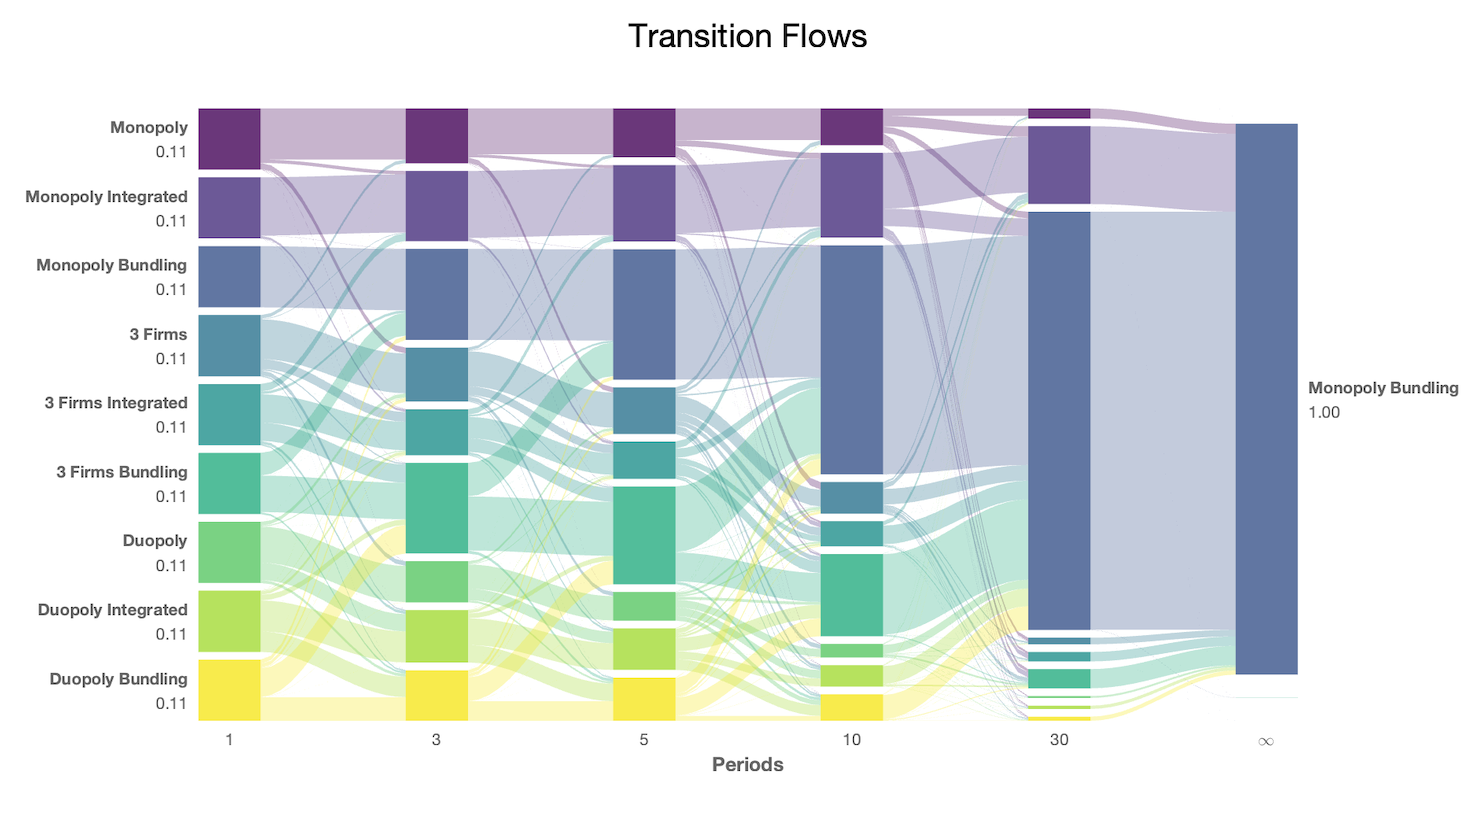 Transition Flows
Monopoly
0.11
Monopoly Integrated
0.11
Monopoly Bundling
0.11
3 Firms
0.11
3 Firms Integrated
0.11
3 Firms Bundling
0.11
Duopoly
0.11
Duopoly Integrated
0.11
Duopoly Bundling
0.11
Monopoly Bundling
1.00
1 3 5 10 30 ∞
Periods